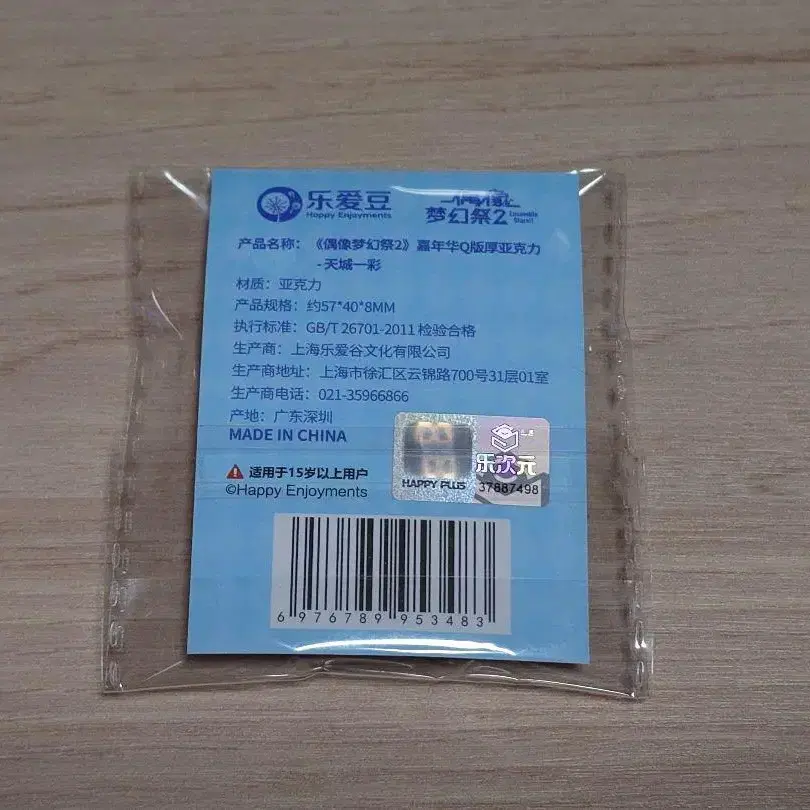 乐爱豆
Happy Enjoyments
偶像
梦幻祭2
Ensemble
Stars!!
产品名称：《偶像梦幻祭2》嘉年华Q版厚亚克力
-天城一彩
材质：亚克力
产品规格：约57*40*8MM
执行标准：GB/T 26701-2011 检验合格
生产商：上海乐爱谷文化有限公司
生产商地址：上海市徐汇区云锦路700号31层01室
生产商电话：021-35966866
产地：广东深圳
MADE IN CHINA
适用于15岁以上用户
©Happy Enjoyments
HAPPY PLUS
乐次元
37887498
6976789953483